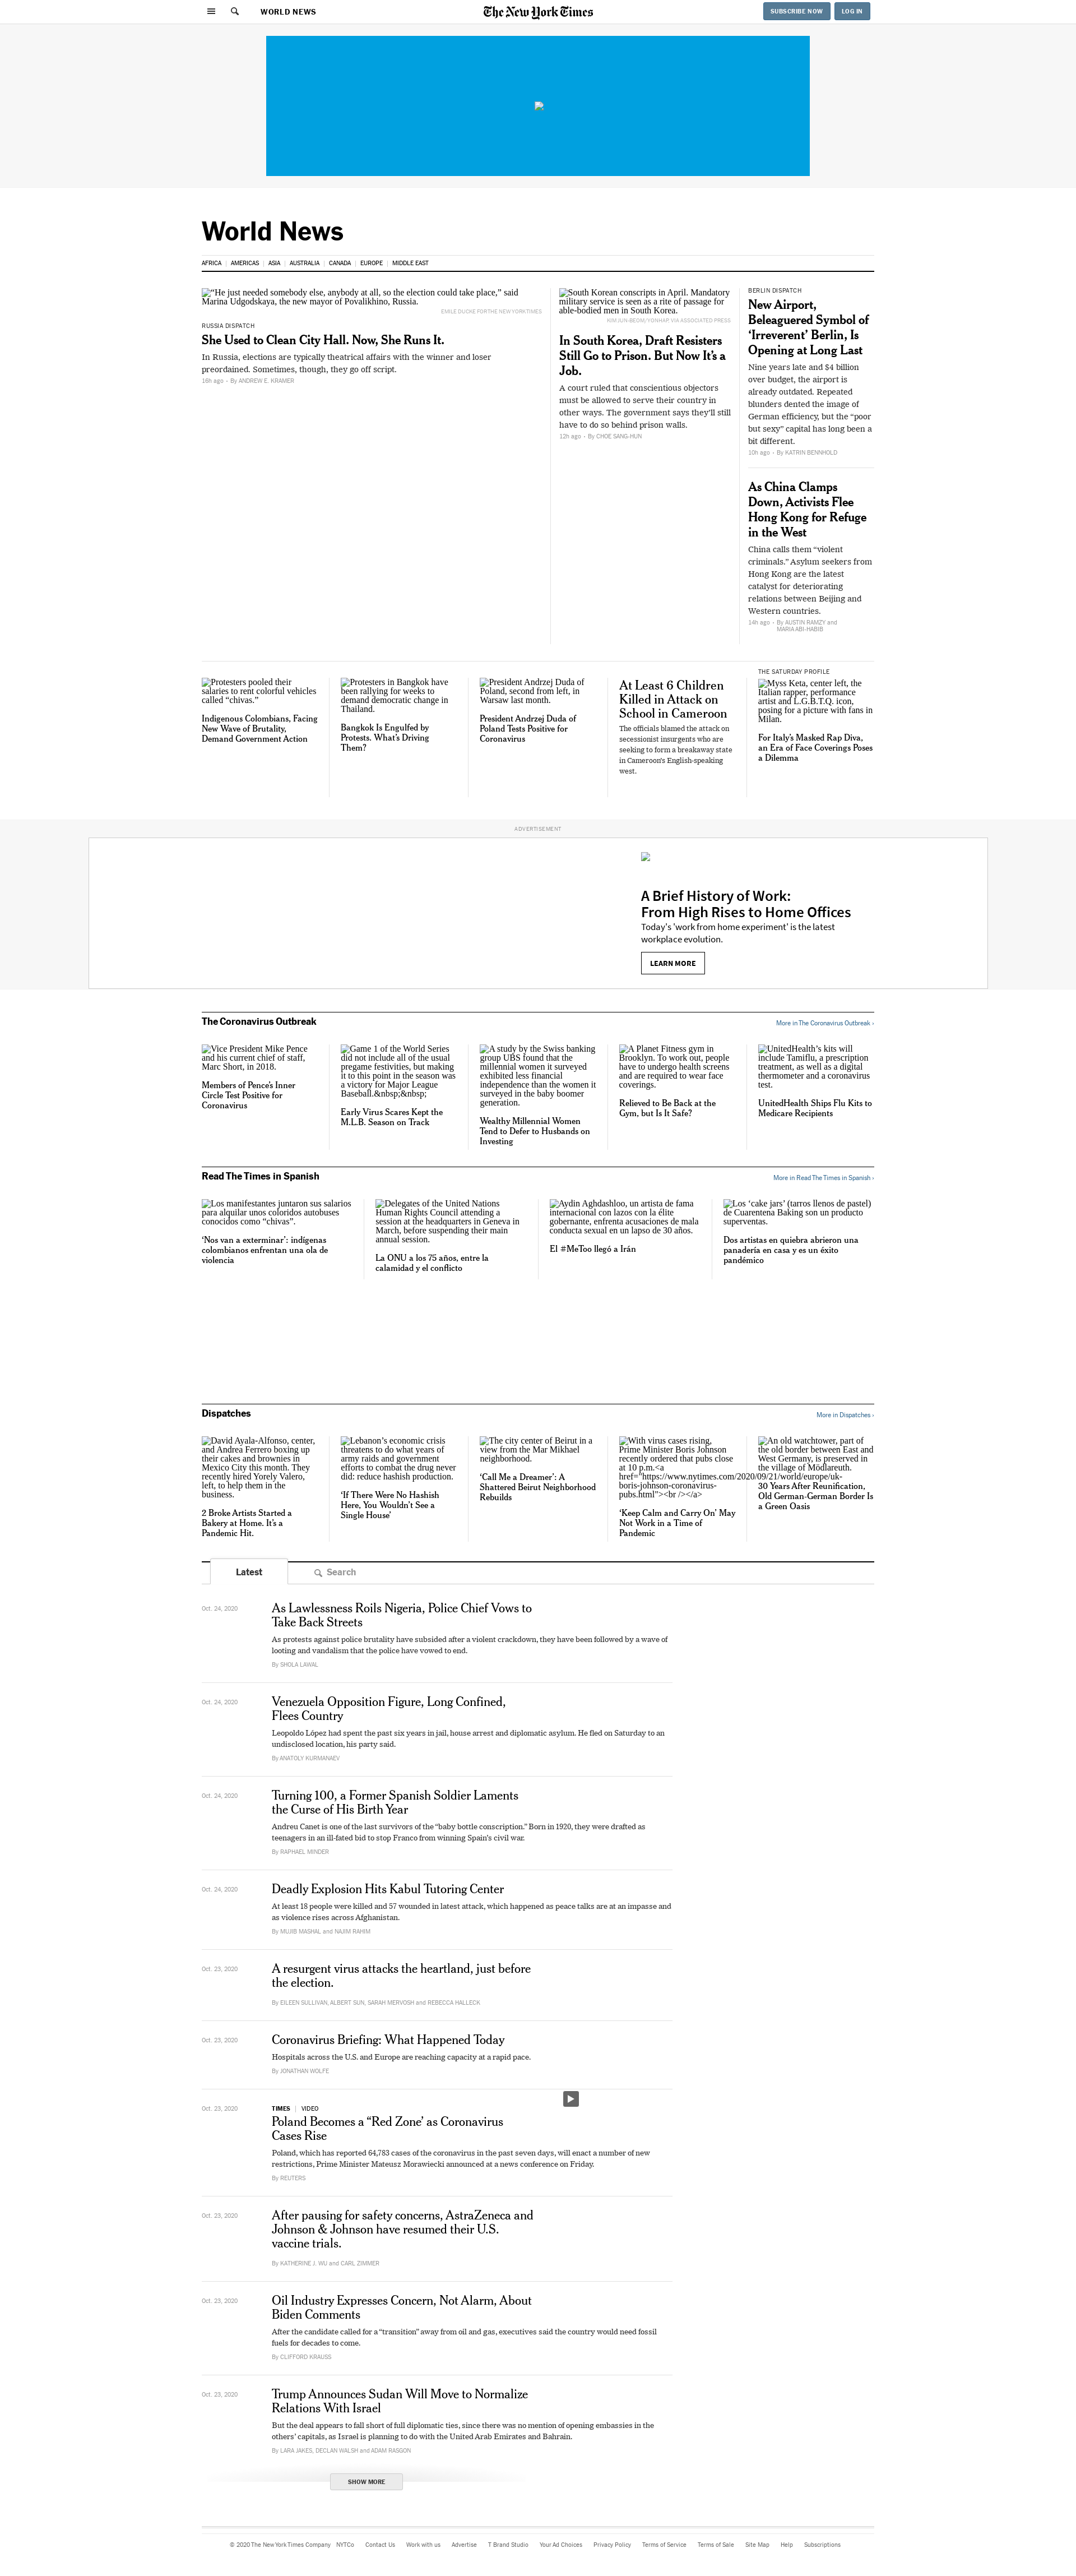 WORLD NEWS
The New York Times
SUBSCRIBE NOW
LOG IN
World News
AFRICA
AMERICAS
ASIA
AUSTRALIA
CANADA
EUROPE
MIDDLE EAST
“He just needed somebody else, anybody at all, so the election could take place,” said
Marina Udgodskaya, the new mayor of Povalikhino, Russia.
EMILE DUCKE FOR THE NEW YORK TIMES
RUSSIA DISPATCH
She Used to Clean City Hall. Now, She Runs It.
In Russia, elections are typically theatrical affairs with the winner and loser
preordained. Sometimes, though, they go off script.
16h ago
By ANDREW E. KRAMER
South Korean conscripts in April. Mandatory
military service is seen as a rite of passage for
able-bodied men in South Korea.
KIM JUN-BEOM/YONHAP, VIA ASSOCIATED PRESS
In South Korea, Draft Resisters
Still Go to Prison. But Now It’s a
Job.
A court ruled that conscientious objectors
must be allowed to serve their country in
other ways. The government says they’ll still
have to do so behind prison walls.
12h ago
By CHOE SANG-HUN
BERLIN DISPATCH
New Airport,
Beleaguered Symbol of
‘Irreverent’ Berlin, Is
Opening at Long Last
Nine years late and $4 billion
over budget, the airport is
already outdated. Repeated
blunders dented the image of
German efficiency, but the “poor
but sexy” capital has long been a
bit different.
10h ago
By KATRIN BENNHOLD
As China Clamps
Down, Activists Flee
Hong Kong for Refuge
in the West
China calls them “violent
criminals.” Asylum seekers from
Hong Kong are the latest
catalyst for deteriorating
relations between Beijing and
Western countries.
14h ago
By AUSTIN RAMZY and
MARIA ABI-HABIB
Protesters pooled their
salaries to rent colorful vehicles
called “chivas.”
Indigenous Colombians, Facing
New Wave of Brutality,
Demand Government Action
Protesters in Bangkok have
been rallying for weeks to
demand democratic change in
Thailand.
Bangkok Is Engulfed by
Protests. What’s Driving
Them?
President Andrzej Duda of
Poland, second from left, in
Warsaw last month.
President Andrzej Duda of
Poland Tests Positive for
Coronavirus
At Least 6 Children
Killed in Attack on
School in Cameroon
The officials blamed the attack on
secessionist insurgents who are
seeking to form a breakaway state
in Cameroon’s English-speaking
west.
THE SATURDAY PROFILE
Myss Keta, center left, the
Italian rapper, performance
artist and L.G.B.T.Q. icon,
posing for a picture with fans in
Milan.
For Italy’s Masked Rap Diva,
an Era of Face Coverings Poses
a Dilemma
ADVERTISEMENT
A Brief History of Work:
From High Rises to Home Offices
Today's 'work from home experiment' is the latest
workplace evolution.
LEARN MORE
The Coronavirus Outbreak
More in The Coronavirus Outbreak ›
Vice President Mike Pence
and his current chief of staff,
Marc Short, in 2018.
Members of Pence’s Inner
Circle Test Positive for
Coronavirus
Game 1 of the World Series
did not include all of the usual
pregame festivities, but making
it to this point in the season was
a victory for Major League
Baseball.&nbsp;&nbsp;
Early Virus Scares Kept the
M.L.B. Season on Track
A study by the Swiss banking
group UBS found that the
millennial women it surveyed
exhibited less financial
independence than the women it
surveyed in the baby boomer
generation.
Wealthy Millennial Women
Tend to Defer to Husbands on
Investing
A Planet Fitness gym in
Brooklyn. To work out, people
have to undergo health screens
and are required to wear face
coverings.
Relieved to Be Back at the
Gym, but Is It Safe?
UnitedHealth’s kits will
include Tamiflu, a prescription
treatment, as well as a digital
thermometer and a coronavirus
test.
UnitedHealth Ships Flu Kits to
Medicare Recipients
Read The Times in Spanish
More in Read The Times in Spanish ›
Los manifestantes juntaron sus salarios
para alquilar unos coloridos autobuses
conocidos como “chivas”.
‘Nos van a exterminar’: indígenas
colombianos enfrentan una ola de
violencia
Delegates of the United Nations
Human Rights Council attending a
session at the headquarters in Geneva in
March, before suspending their main
annual session.
La ONU a los 75 años, entre la
calamidad y el conflicto
Aydin Aghdashloo, un artista de fama
internacional con lazos con la élite
gobernante, enfrenta acusaciones de mala
conducta sexual en un lapso de 30 años.
El #MeToo llegó a Irán
Los ‘cake jars’ (tarros llenos de pastel)
de Cuarentena Baking son un producto
superventas.
Dos artistas en quiebra abrieron una
panadería en casa y es un éxito
pandémico
Dispatches
More in Dispatches ›
David Ayala-Alfonso, center,
and Andrea Ferrero boxing up
their cakes and brownies in
Mexico City this month. They
recently hired Yorely Valero,
left, to help them in the
business.
2 Broke Artists Started a
Bakery at Home. It’s a
Pandemic Hit.
Lebanon’s economic crisis
threatens to do what years of
army raids and government
efforts to combat the drug never
did: reduce hashish production.
‘If There Were No Hashish
Here, You Wouldn’t See a
Single House’
The city center of Beirut in a
view from the Mar Mikhael
neighborhood.
‘Call Me a Dreamer’: A
Shattered Beirut Neighborhood
Rebuilds
With virus cases rising,
Prime Minister Boris Johnson
recently ordered that pubs close
at 10 p.m.<a
href="https://www.nytimes.com/2020/09/21/world/europe/uk-
boris-johnson-coronavirus-
pubs.html"><br /></a>
‘Keep Calm and Carry On’ May
Not Work in a Time of
Pandemic
An old watchtower, part of
the old border between East and
West Germany, is preserved in
the village of Mödlareuth.
30 Years After Reunification,
Old German-German Border Is
a Green Oasis
Latest
Search
Oct. 24, 2020
As Lawlessness Roils Nigeria, Police Chief Vows to
Take Back Streets
As protests against police brutality have subsided after a violent crackdown, they have been followed by a wave of
looting and vandalism that the police have vowed to end.
By SHOLA LAWAL
Oct. 24, 2020
Venezuela Opposition Figure, Long Confined,
Flees Country
Leopoldo López had spent the past six years in jail, house arrest and diplomatic asylum. He fled on Saturday to an
undisclosed location, his party said.
By ANATOLY KURMANAEV
Oct. 24, 2020
Turning 100, a Former Spanish Soldier Laments
the Curse of His Birth Year
Andreu Canet is one of the last survivors of the “baby bottle conscription.” Born in 1920, they were drafted as
teenagers in an ill-fated bid to stop Franco from winning Spain’s civil war.
By RAPHAEL MINDER
Oct. 24, 2020
Deadly Explosion Hits Kabul Tutoring Center
At least 18 people were killed and 57 wounded in latest attack, which happened as peace talks are at an impasse and
as violence rises across Afghanistan.
By MUJIB MASHAL and NAJIM RAHIM
Oct. 23, 2020
A resurgent virus attacks the heartland, just before
the election.
By EILEEN SULLIVAN, ALBERT SUN, SARAH MERVOSH and REBECCA HALLECK
Oct. 23, 2020
Coronavirus Briefing: What Happened Today
Hospitals across the U.S. and Europe are reaching capacity at a rapid pace.
By JONATHAN WOLFE
Oct. 23, 2020
TIMES | VIDEO
Poland Becomes a “Red Zone’ as Coronavirus
Cases Rise
Poland, which has reported 64,783 cases of the coronavirus in the past seven days, will enact a number of new
restrictions, Prime Minister Mateusz Morawiecki announced at a news conference on Friday.
By REUTERS
Oct. 23, 2020
After pausing for safety concerns, AstraZeneca and
Johnson & Johnson have resumed their U.S.
vaccine trials.
By KATHERINE J. WU and CARL ZIMMER
Oct. 23, 2020
Oil Industry Expresses Concern, Not Alarm, About
Biden Comments
After the candidate called for a “transition” away from oil and gas, executives said the country would need fossil
fuels for decades to come.
By CLIFFORD KRAUSS
Oct. 23, 2020
Trump Announces Sudan Will Move to Normalize
Relations With Israel
But the deal appears to fall short of full diplomatic ties, since there was no mention of opening embassies in the
others’ capitals, as Israel is planning to do with the United Arab Emirates and Bahrain.
By LARA JAKES, DECLAN WALSH and ADAM RASGON
SHOW MORE
© 2020 The New York Times Company
NYTCo
Contact Us
Work with us
Advertise
T Brand Studio
Your Ad Choices
Privacy Policy
Terms of Service
Terms of Sale
Site Map
Help
Subscriptions